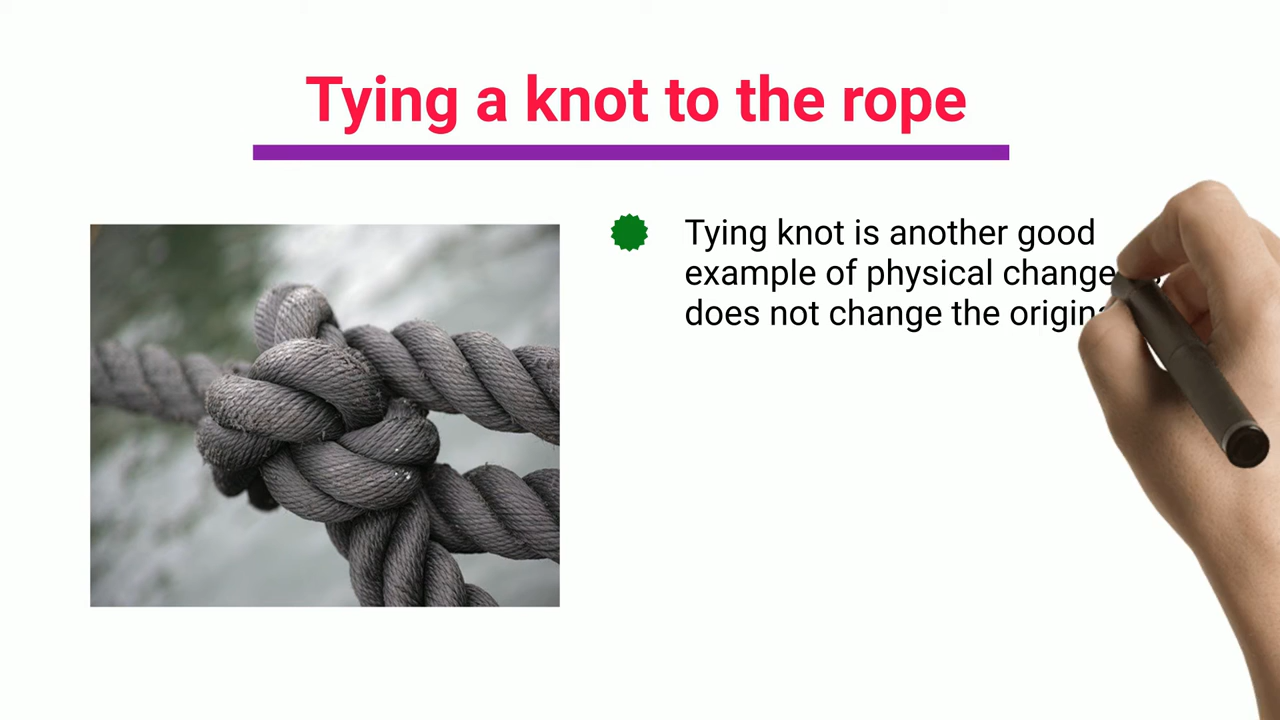 Tying a knot to the rope
Tying knot is another good
example of physical change
does not change the